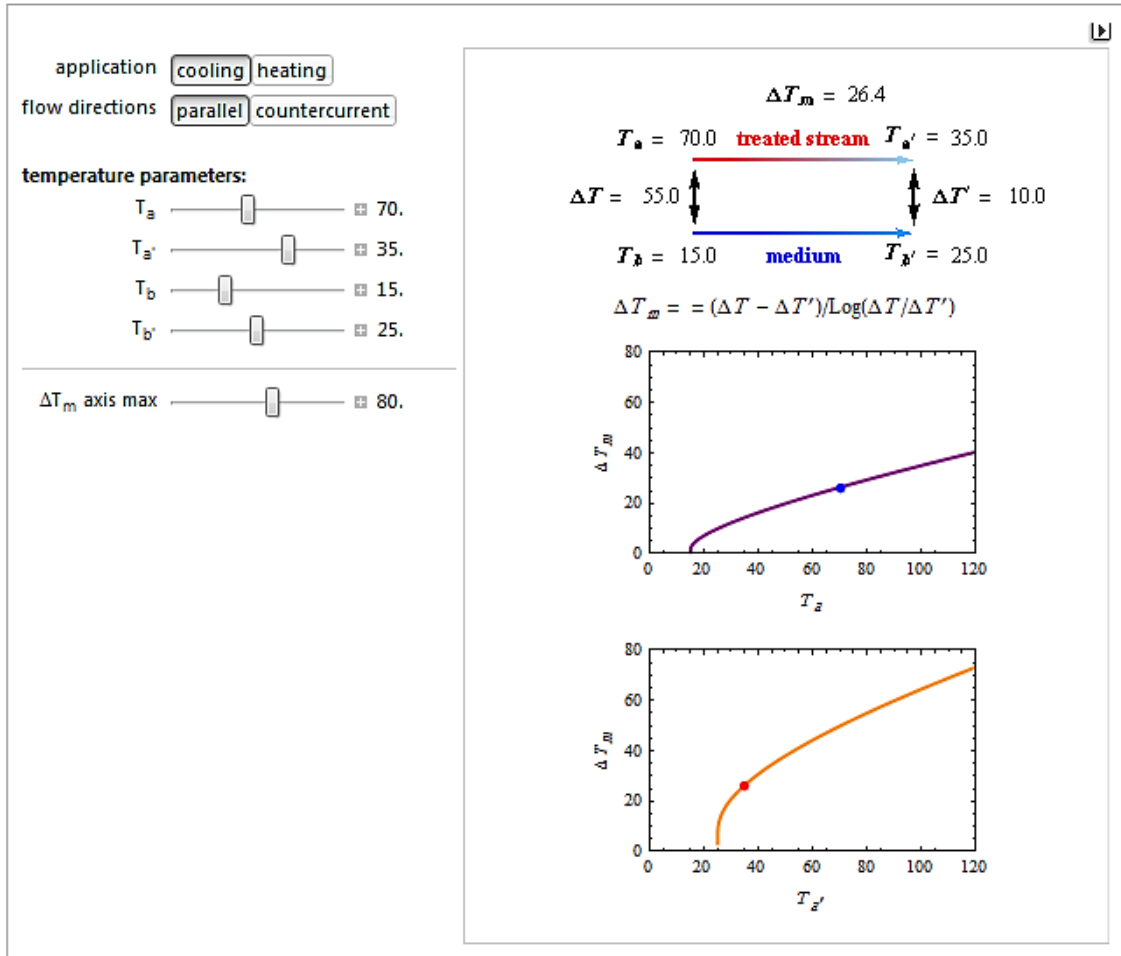 application cooling heating
flow directions parallel countercurrent
temperature parameters:
Ta 70.
Ta' 35.
Tb 15.
Tb' 25.
ΔTm axis max 80.
ΔTm = 26.4
Ta = 70.0 treated stream Ta' = 35.0
ΔT = 55.0 ΔT' = 10.0
Tb = 15.0 medium Tb' = 25.0
ΔTm = = (ΔT − ΔT')/Log(ΔT/ΔT')
80
60
40
20
0
ΔTm
0 20 40 60 80 100 120
Ta
80
60
40
20
0
ΔTm
0 20 40 60 80 100 120
Ta'